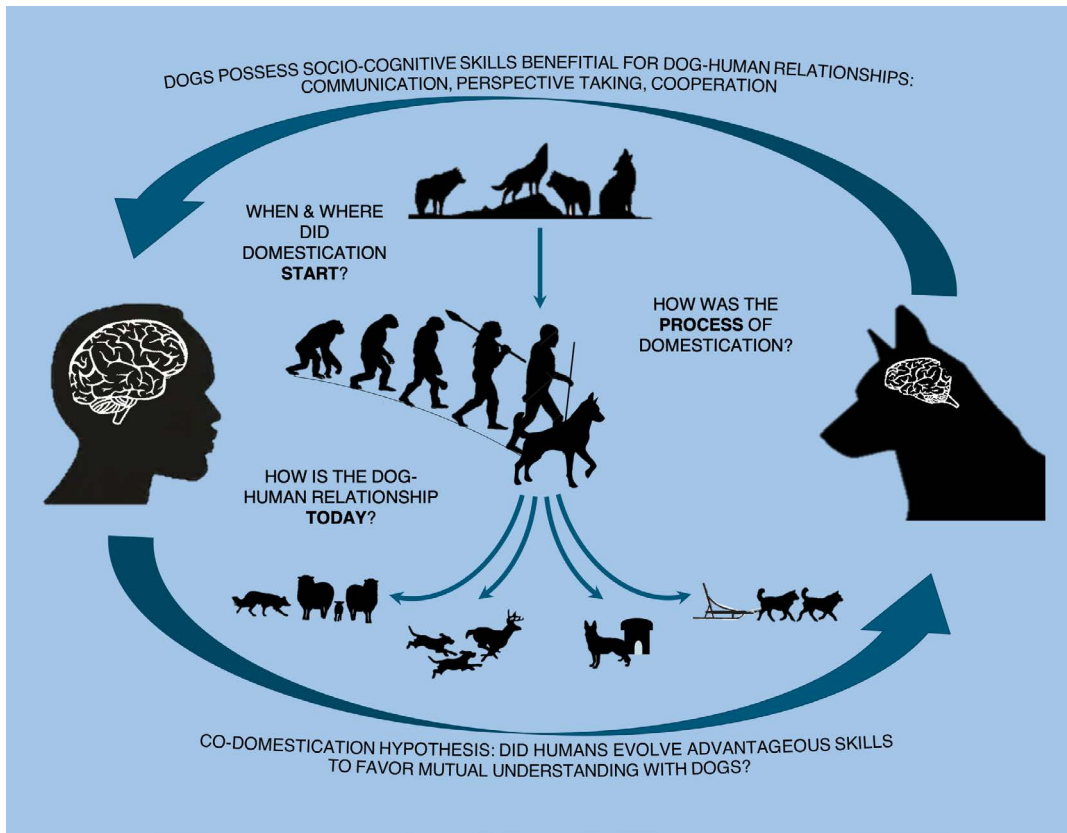 DOGS POSSESS SOCIO-COGNITIVE SKILLS BENEFITIAL FOR DOG-HUMAN RELATIONSHIPS:
COMMUNICATION, PERSPECTIVE TAKING, COOPERATION
WHEN & WHERE
DID
DOMESTICATION
START?
HOW WAS THE
PROCESS OF
DOMESTICATION?
HOW IS THE DOG-
HUMAN RELATIONSHIP
TODAY?
CO-DOMESTICATION HYPOTHESIS: DID HUMANS EVOLVE ADVANTAGEOUS SKILLS
TO FAVOR MUTUAL UNDERSTANDING WITH DOGS?